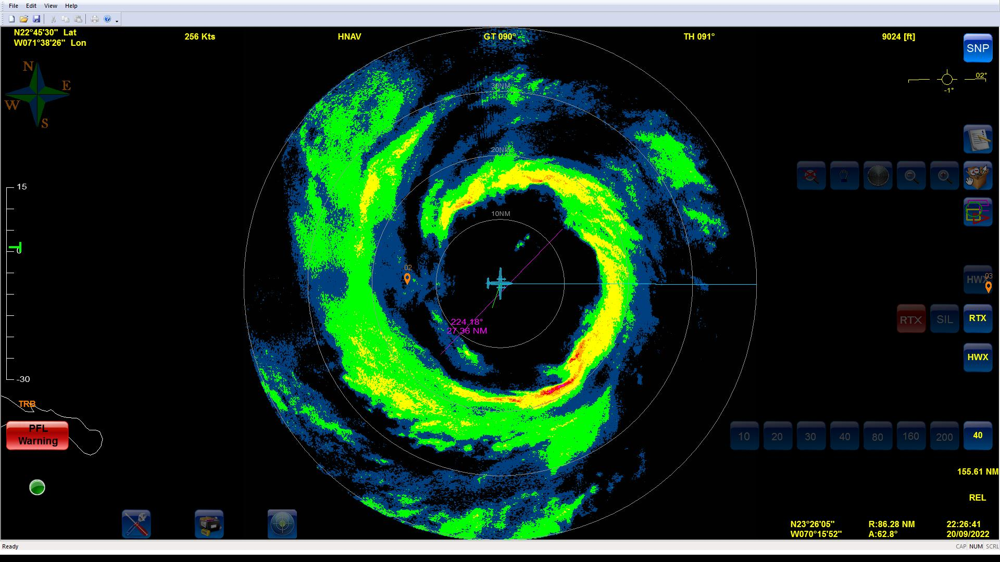 File Edit View Help
N22°45'30" Lat
W071°38'26" Lon
256 Kts
HNAV
GT 090°
TH 091°
9024 [ft]
SNP
02°
-1°
N
E
W
S
30NM
20NM
10NM
15
0
-30
02
224.18°
27.36 NM
HWX
03
RTX
SIL
RTX
HWX
TRB
PFL
Warning
10
20
30
40
80
160
200
40
155.61 NM
REL
N23°26'05" R:86.28 NM 22:26:41
W070°15'52" A:62.8° 20/09/2022
Ready
CAP NUM SCRL